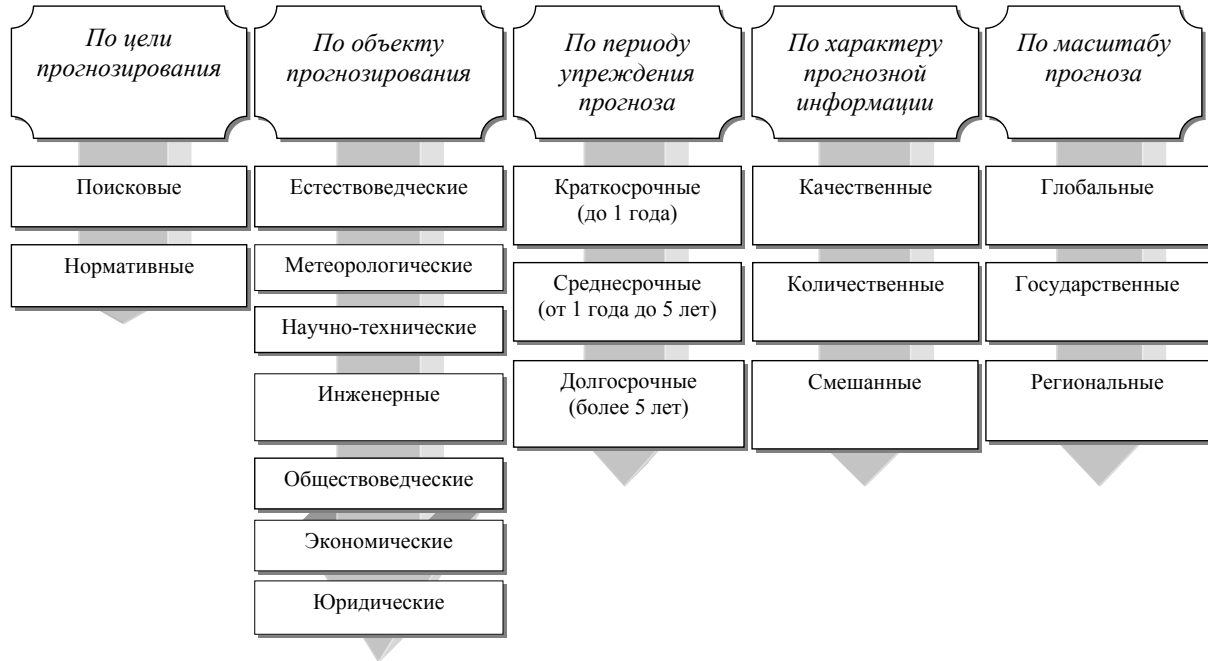 По цели
прогнозирования
Поисковые
Нормативные
По объекту
прогнозирования
Естествоведческие
Метеорологические
Научно-технические
Инженерные
Обществоведческие
Экономические
Юридические
По периоду
упреждения
прогноза
Краткосрочные
(до 1 года)
Среднесрочные
(от 1 года до 5 лет)
Долгосрочные
(более 5 лет)
По характеру
прогнозной
информации
Качественные
Количественные
Смешанные
По масштабу
прогноза
Глобальные
Государственные
Региональные